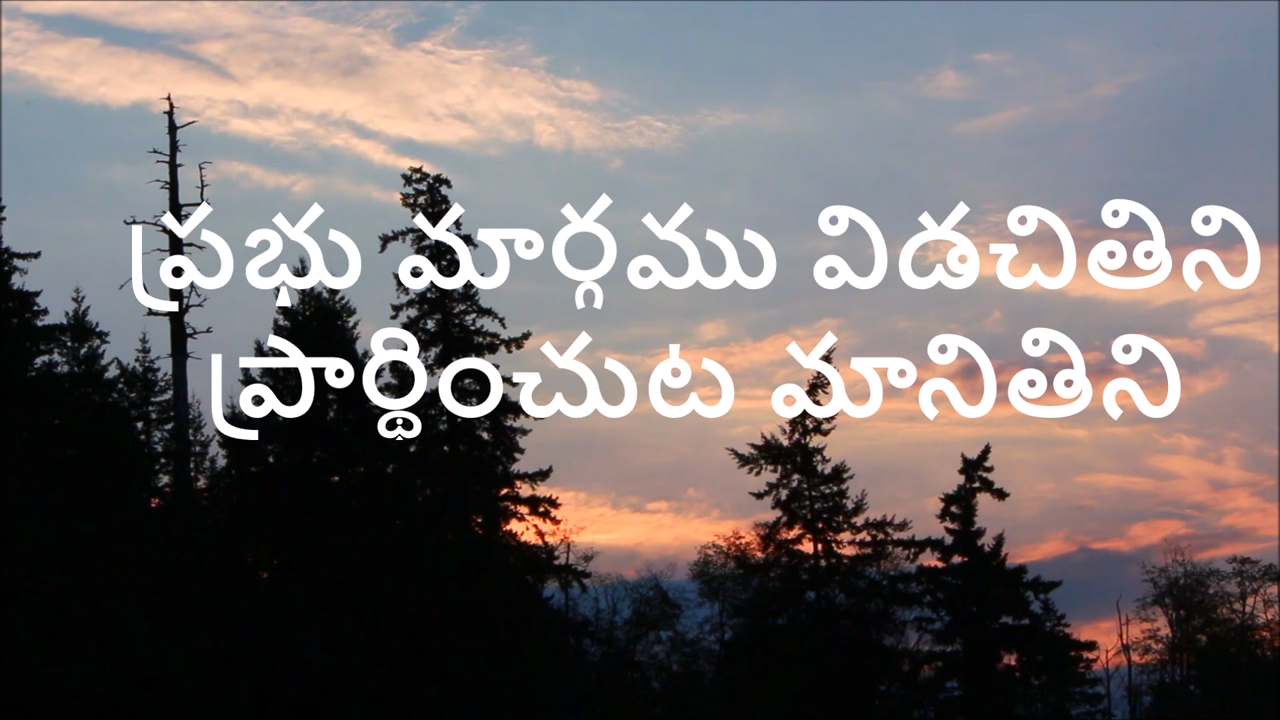 ప్రభు మార్గము విడచితిని
ప్రార్థించుట మానితిని